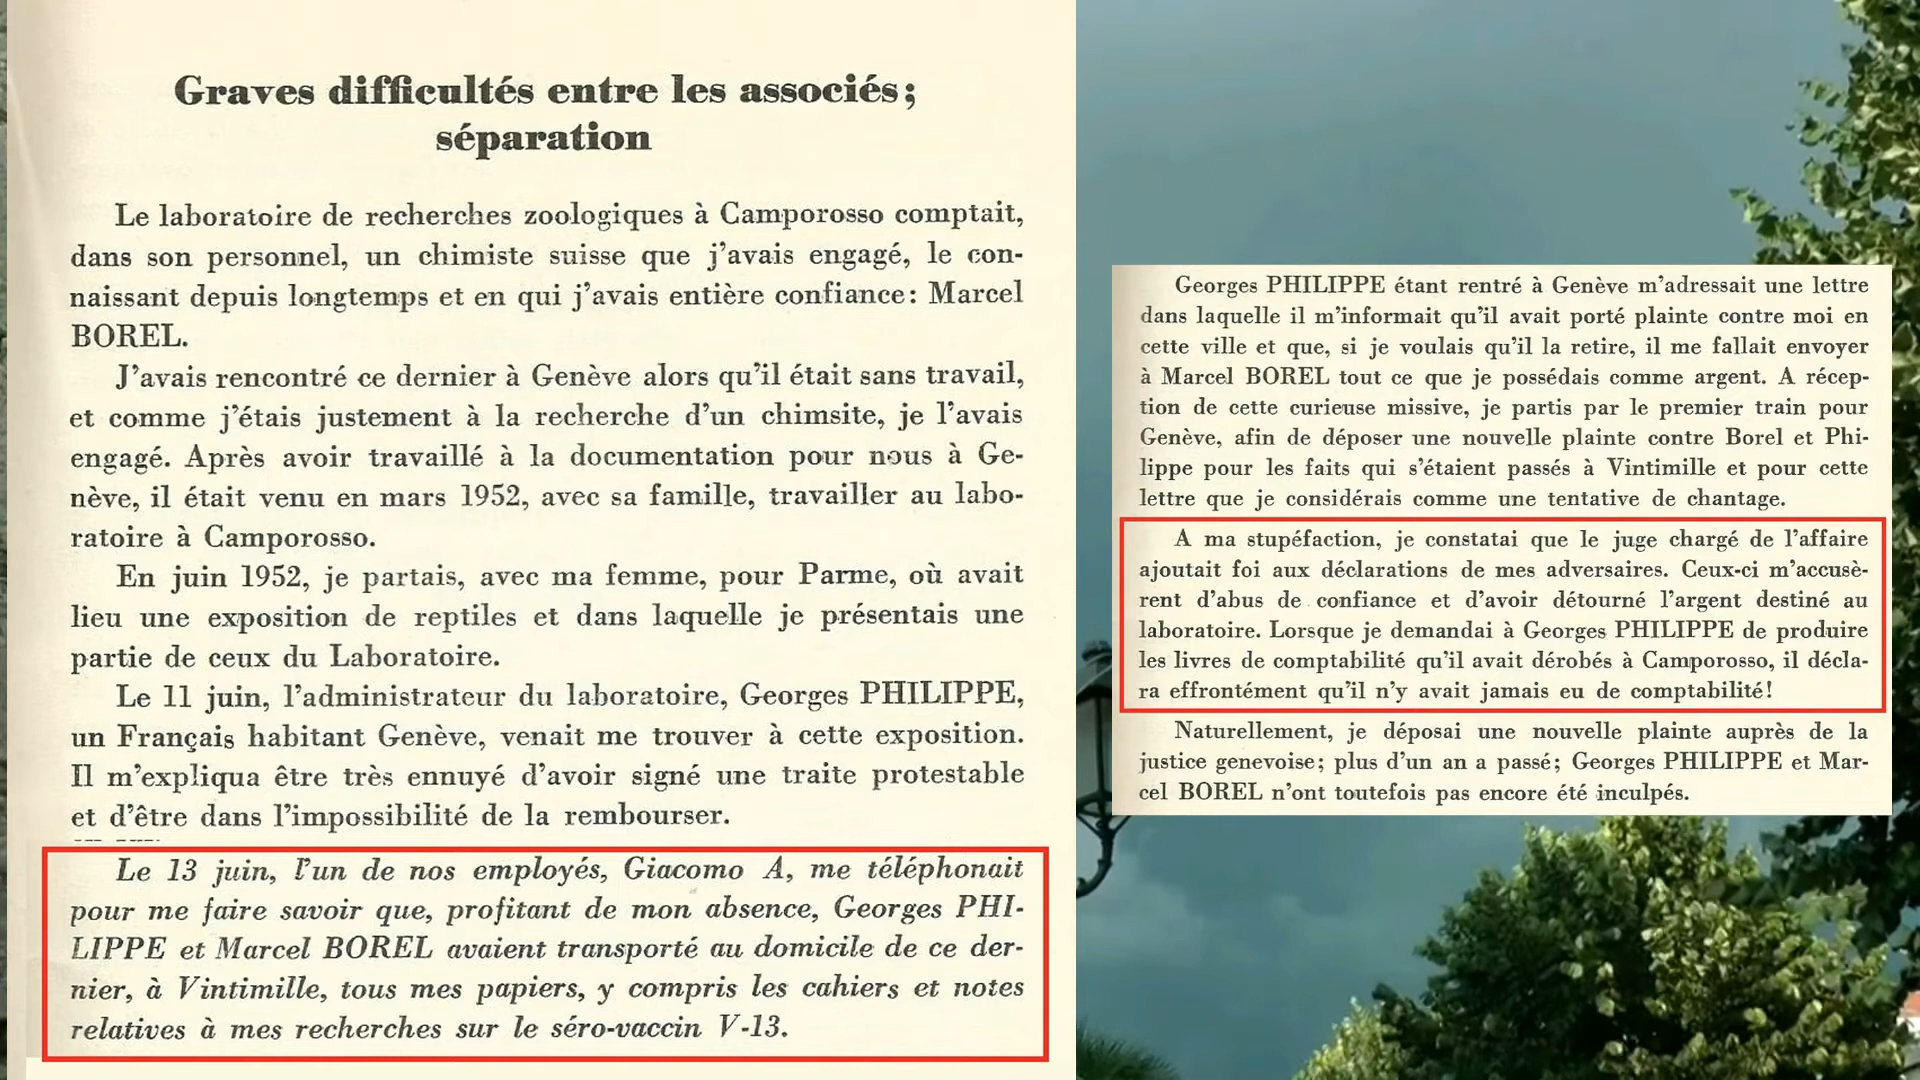 Graves difficultés entre les associés;
séparation
Le laboratoire de recherches zoologiques à Camporosso comptait,
dans son personnel, un chimiste suisse que j'avais engagé, le con-
naissant depuis longtemps et en qui j'avais entière confiance: Marcel
BOREL.
J'avais rencontré ce dernier à Genève alors qu'il était sans travail,
et comme j'étais justement à la recherche d'un chimsite, je l'avais
engagé. Après avoir travaillé à la documentation pour nous à Ge-
nève, il était venu en mars 1952, avec sa famille, travailler au labo-
ratoire à Camporosso.
En juin 1952, je partais, avec ma femme, pour Parme, où avait
lieu une exposition de reptiles et dans laquelle je présentais une
partie de ceux du Laboratoire.
Le 11 juin, l'administrateur du laboratoire, Georges PHILIPPE,
un Français habitant Genève, venait me trouver à cette exposition.
Il m'expliqua être très ennuyé d'avoir signé une traite protestable
et d'être dans l'impossibilité de la rembourser.
Le 13 juin, l'un de nos employés, Giacomo A, me téléphonait
pour me faire savoir que, profitant de mon absence, Georges PHI-
LIPPE et Marcel BOREL avaient transporté au domicile de ce der-
nier, à Vintimille, tous mes papiers, y compris les cahiers et notes
relatives à mes recherches sur le séro-vaccin V-13.
Georges PHILIPPE étant rentré à Genève m'adressait une lettre
dans laquelle il m'informait qu'il avait porté plainte contre moi en
cette ville et que, si je voulais qu'il la retire, il me fallait envoyer
à Marcel BOREL tout ce que je possédais comme argent. A récep-
tion de cette curieuse missive, je partis par le premier train pour
Genève, afin de déposer une nouvelle plainte contre Borel et Phi-
lippe pour les faits qui s'étaient passés à Vintimille et pour cette
lettre que je considérais comme une tentative de chantage.
A ma stupéfaction, je constatai que le juge chargé de l'affaire
ajoutait foi aux déclarations de mes adversaires. Ceux-ci m'accusè-
rent d'abus de confiance et d'avoir détourné l'argent destiné au
laboratoire. Lorsque je demandai à Georges PHILIPPE de produire
les livres de comptabilité qu'il avait dérobés à Camporosso, il décla-
ra effrontément qu'il n'y avait jamais eu de comptabilité!
Naturellement, je déposai une nouvelle plainte auprès de la
justice genevoise; plus d'un an a passé; Georges PHILIPPE et Mar-
cel BOREL n'ont toutefois pas encore été inculpés.